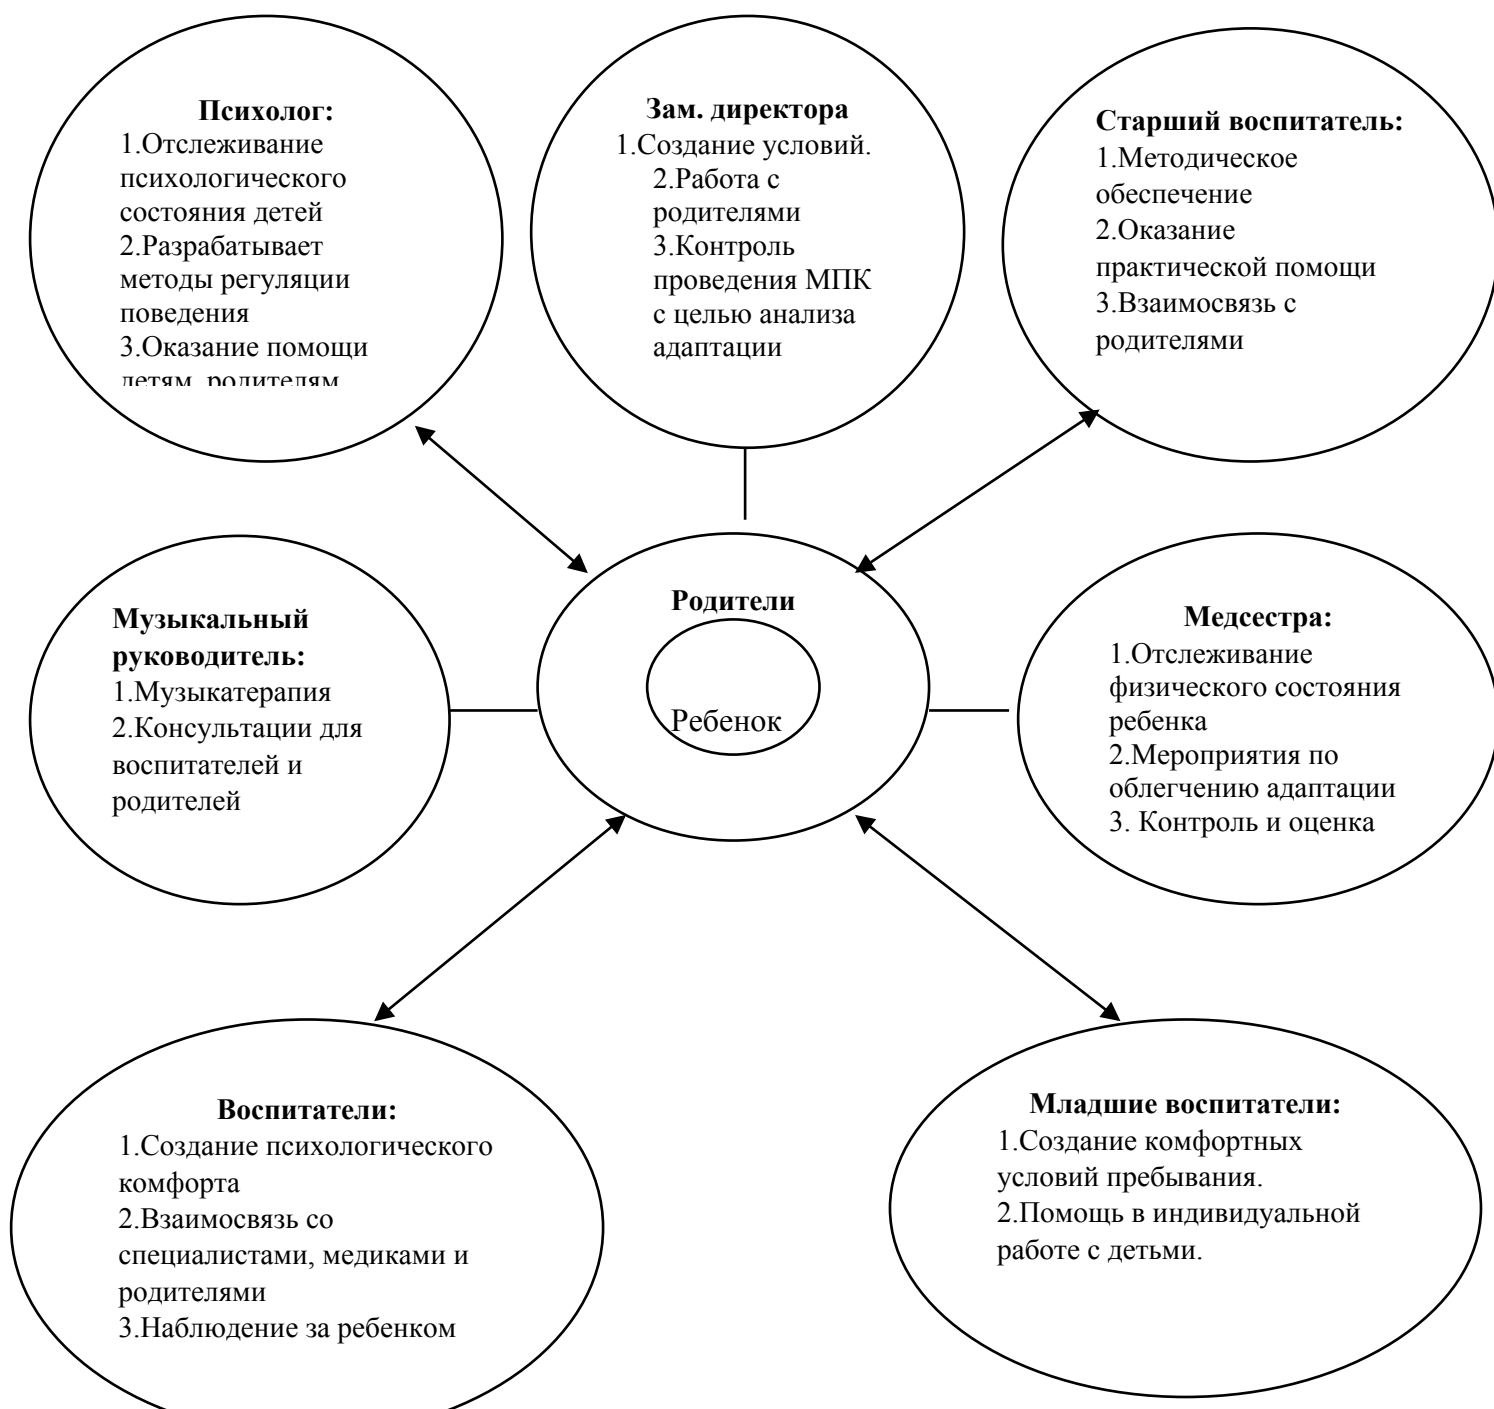 Психолог:
1.Отслеживание
психологического
состояния детей
2.Разрабатывает
методы регуляции
поведения
3.Оказание помощи
детям, родителям
Зам. директора
1.Создание условий.
2.Работа с
родителями
3.Контроль
проведения МПК
с целью анализа
адаптации
Старший воспитатель:
1.Методическое
обеспечение
2.Оказание
практической помощи
3.Взаимосвязь с
родителями
Музыкальный
руководитель:
1.Музыкатерапия
2.Консультации для
воспитателей и
родителей
Родители
Ребенок
Медсестра:
1.Отслеживание
физического состояния
ребенка
2.Мероприятия по
облегчению адаптации
3. Контроль и оценка
Воспитатели:
1.Создание психологического
комфорта
2.Взаимосвязь со
специалистами, медиками и
родителями
3.Наблюдение за ребенком
Младшие воспитатели:
1.Создание комфортных
условий пребывания.
2.Помощь в индивидуальной
работе с детьми.